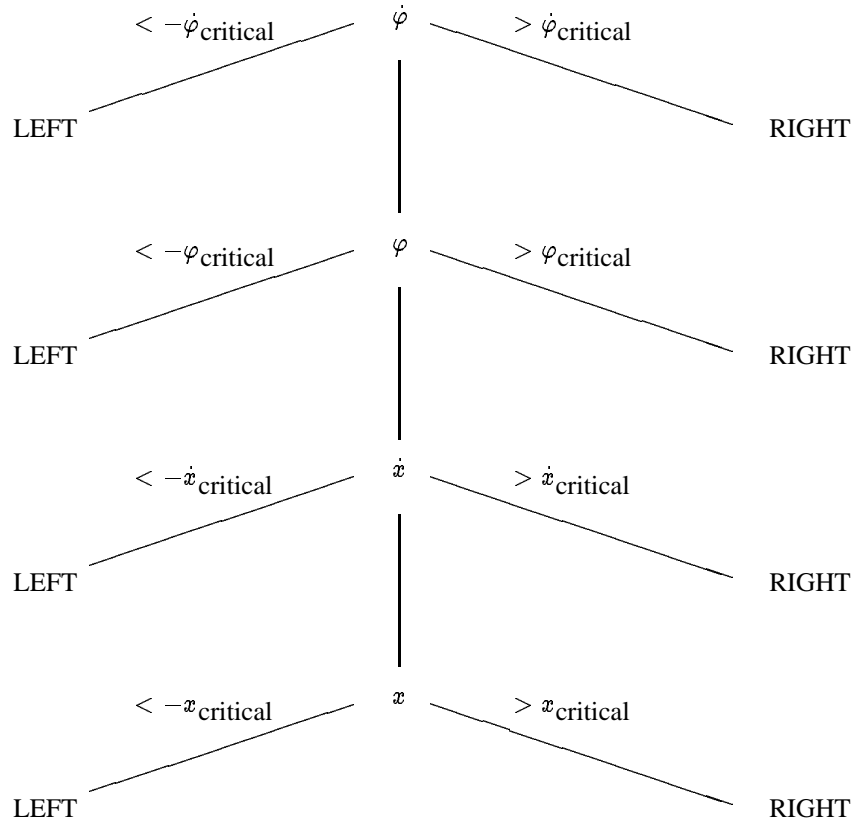 < −φ̇critical φ̇ > φ̇critical
LEFT RIGHT
< −φcritical φ > φcritical
LEFT RIGHT
< −ẋcritical ẋ > ẋcritical
LEFT RIGHT
< −xcritical x > xcritical
LEFT RIGHT